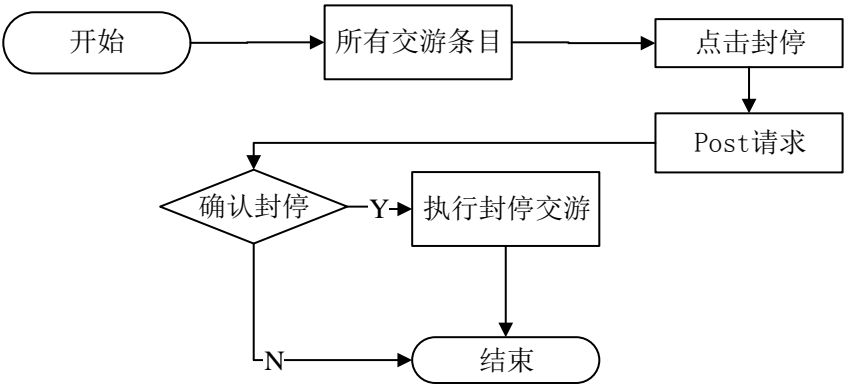 开始
所有交游条目
点击封停
Post请求
确认封停
Y
执行封停交游
N
结束